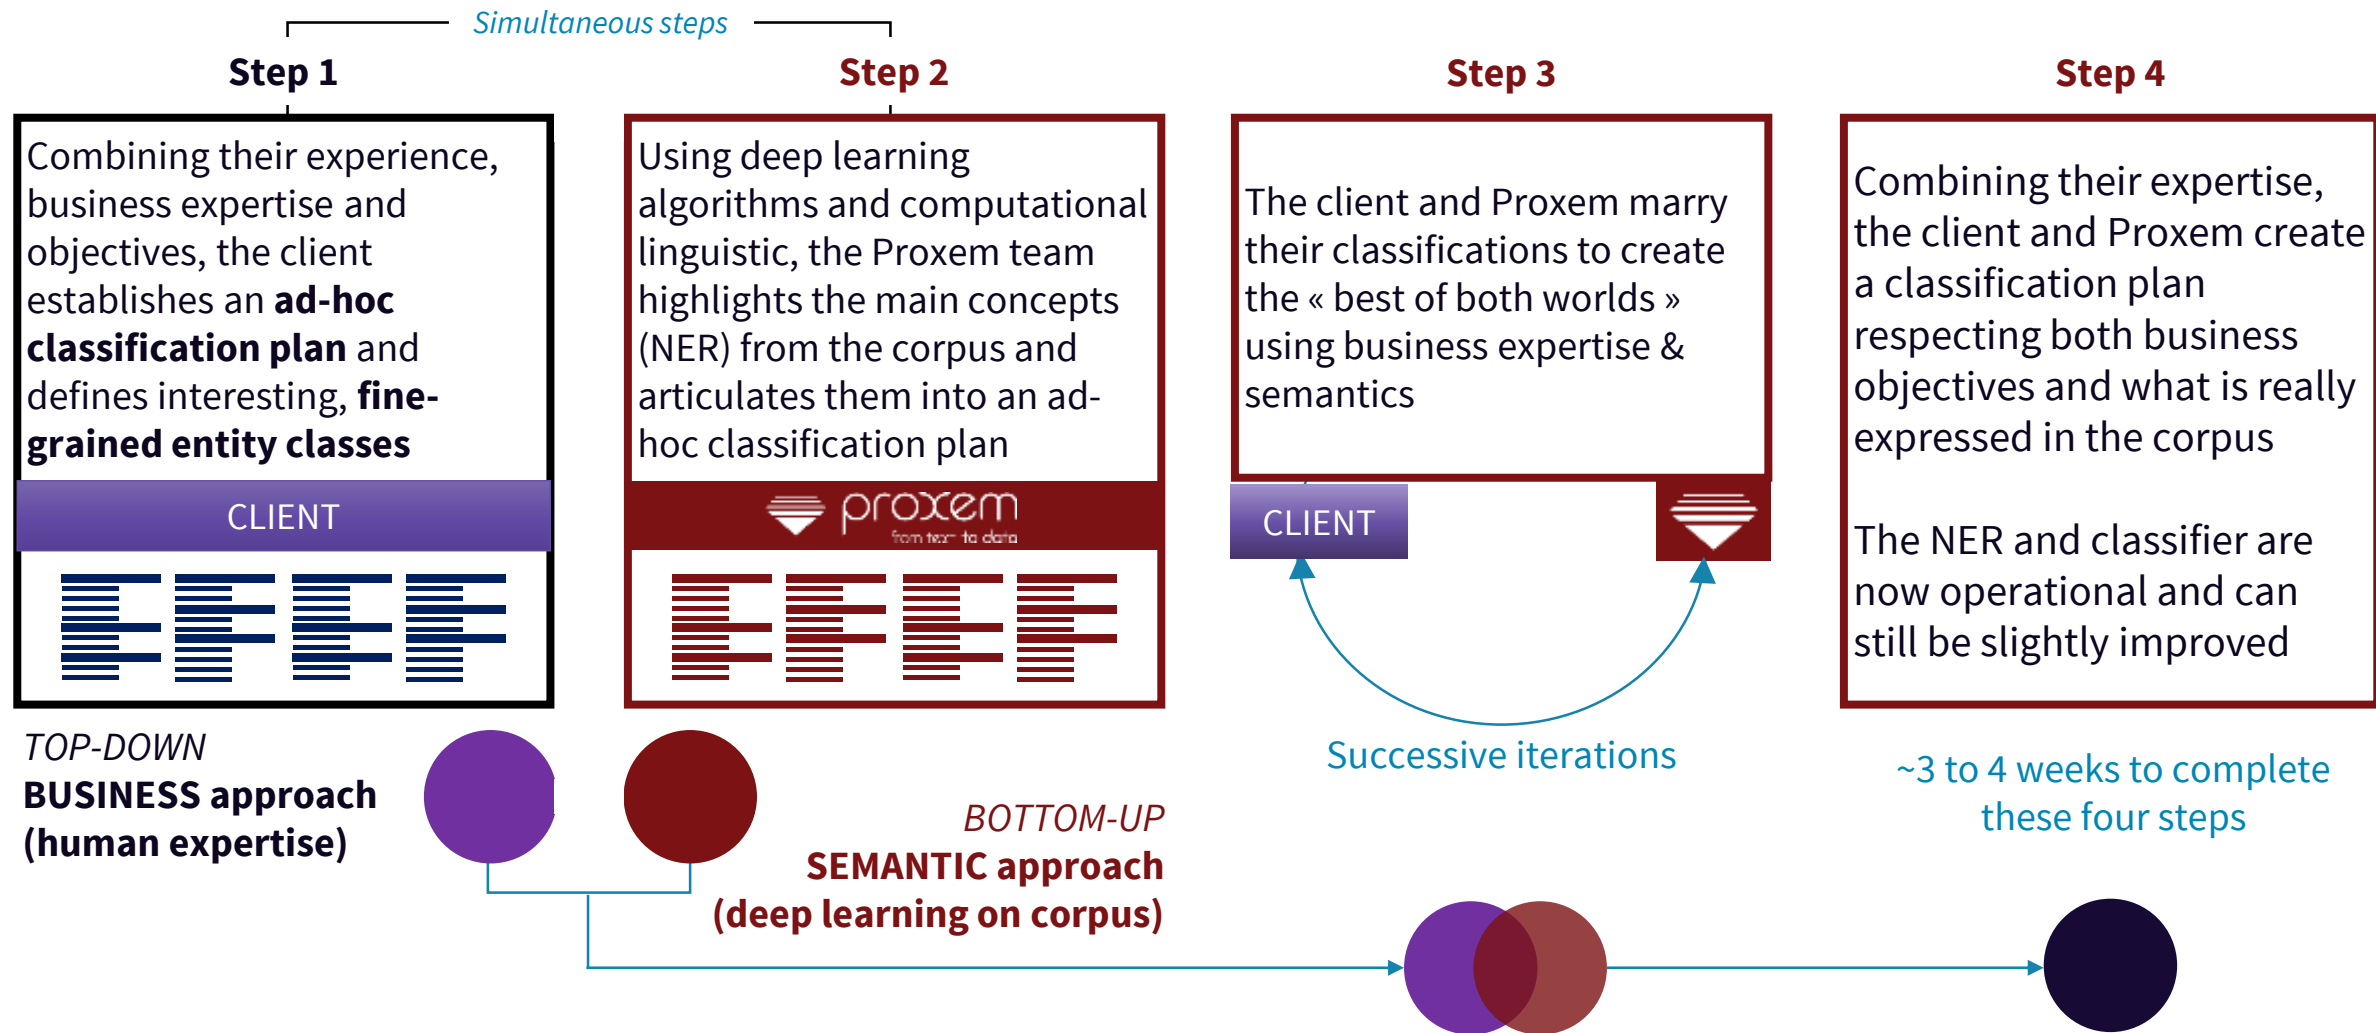 Simultaneous steps
Step 1
Combining their experience,
business expertise and
objectives, the client
establishes an ad-hoc
classification plan and
defines interesting, fine-
grained entity classes
CLIENT
TOP-DOWN
BUSINESS approach
(human expertise)
Step 2
Using deep learning
algorithms and computational
linguistic, the Proxem team
highlights the main concepts
(NER) from the corpus and
articulates them into an ad-
hoc classification plan
proxem
from text to data
BOTTOM-UP
SEMANTIC approach
(deep learning on corpus)
Step 3
The client and Proxem marry
their classifications to create
the « best of both worlds »
using business expertise &
semantics
CLIENT
Successive iterations
Step 4
Combining their expertise,
the client and Proxem create
a classification plan
respecting both business
objectives and what is really
expressed in the corpus
The NER and classifier are
now operational and can
still be slightly improved
~3 to 4 weeks to complete
these four steps